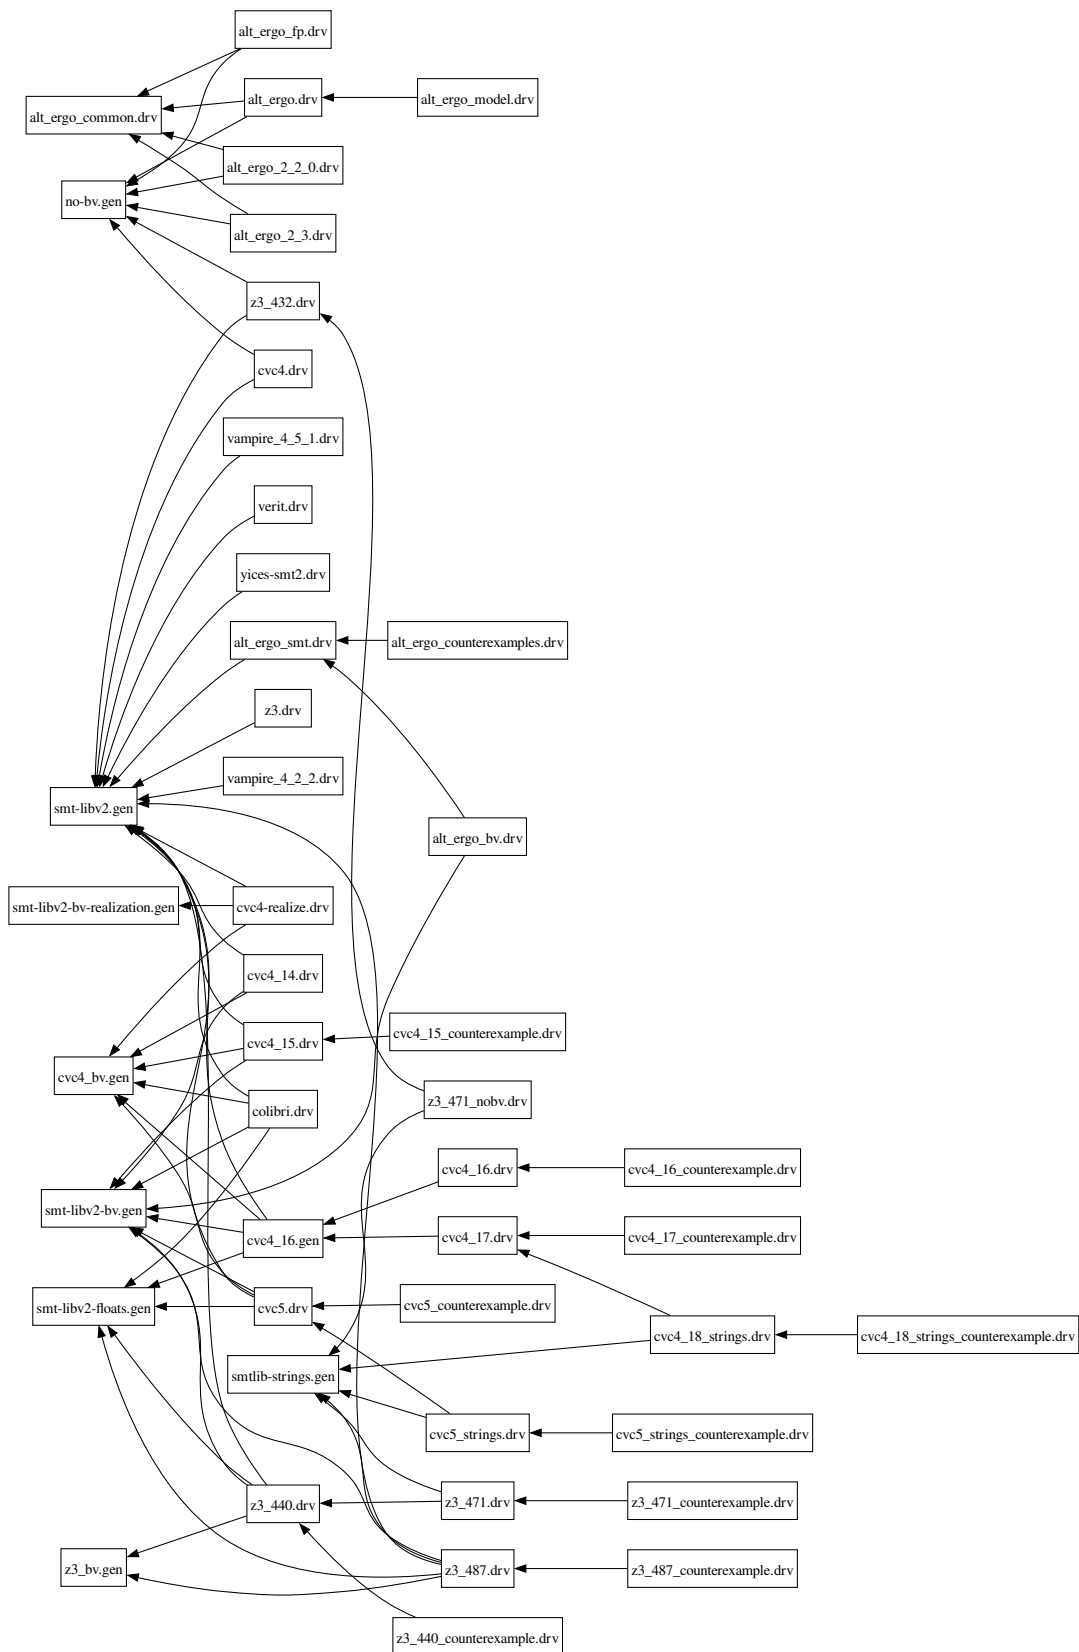 alt_ergo_fp.drv
alt_ergo.drv
alt_ergo_model.drv
alt_ergo_common.drv
alt_ergo_2_2_0.drv
no-bv.gen
alt_ergo_2_3.drv
z3_432.drv
cvc4.drv
vampire_4_5_1.drv
verit.drv
yices-smt2.drv
alt_ergo_smt.drv
alt_ergo_counterexamples.drv
z3.drv
vampire_4_2_2.drv
smt-libv2.gen
alt_ergo_bv.drv
smt-libv2-bv-realization.gen
cvc4-realize.drv
cvc4_14.drv
cvc4_15_counterexample.drv
cvc4_15.drv
cvc4_bv.gen
z3_471_nobv.drv
colibri.drv
cvc4_16.drv
cvc4_16_counterexample.drv
smt-libv2-bv.gen
cvc4_16.gen
cvc4_17.drv
cvc4_17_counterexample.drv
smt-libv2-floats.gen
cvc5.drv
cvc5_counterexample.drv
cvc4_18_strings.drv
cvc4_18_strings_counterexample.drv
smtlib-strings.gen
cvc5_strings.drv
cvc5_strings_counterexample.drv
z3_440.drv
z3_471.drv
z3_471_counterexample.drv
z3_bv.gen
z3_487.drv
z3_487_counterexample.drv
z3_440_counterexample.drv